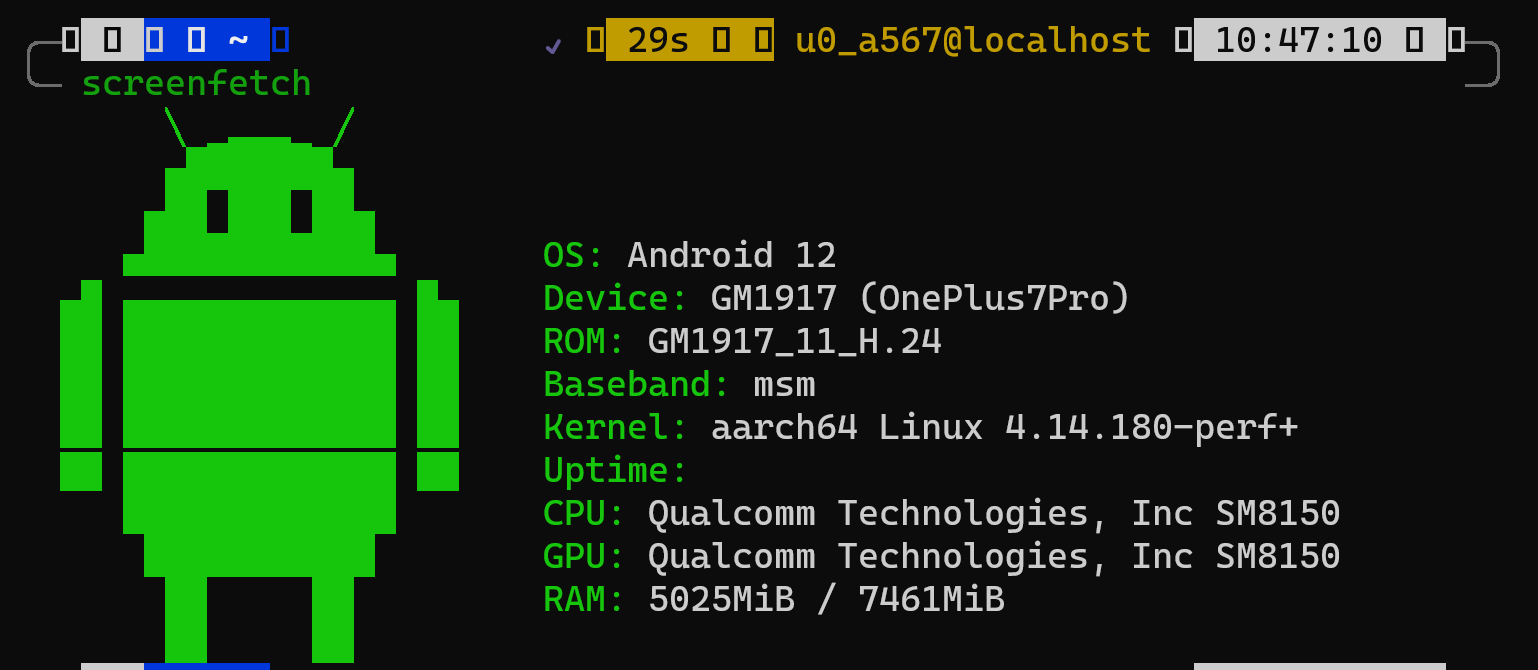 ~ 29s u0_a567@localhost 10:47:10
screenfetch
OS: Android 12
Device: GM1917 (OnePlus7Pro)
ROM: GM1917_11_H.24
Baseband: msm
Kernel: aarch64 Linux 4.14.180-perf+
Uptime:
CPU: Qualcomm Technologies, Inc SM8150
GPU: Qualcomm Technologies, Inc SM8150
RAM: 5025MiB / 7461MiB